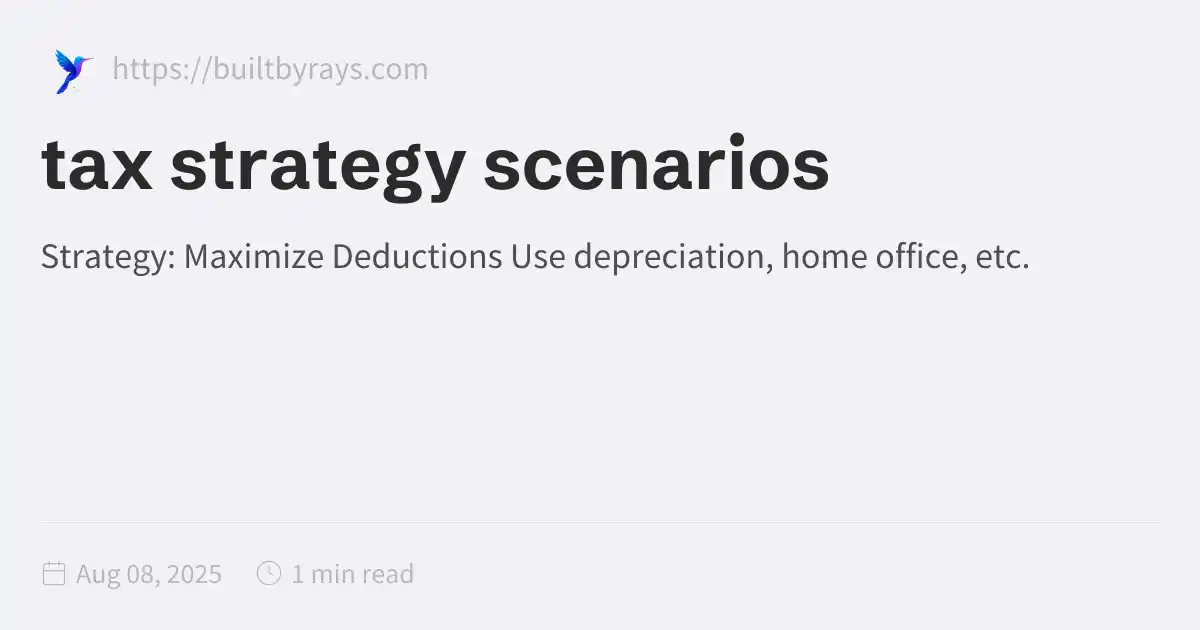 https://builtbyrays.com
tax strategy scenarios
Strategy: Maximize Deductions Use depreciation, home office, etc.
Aug 08, 2025
1 min read